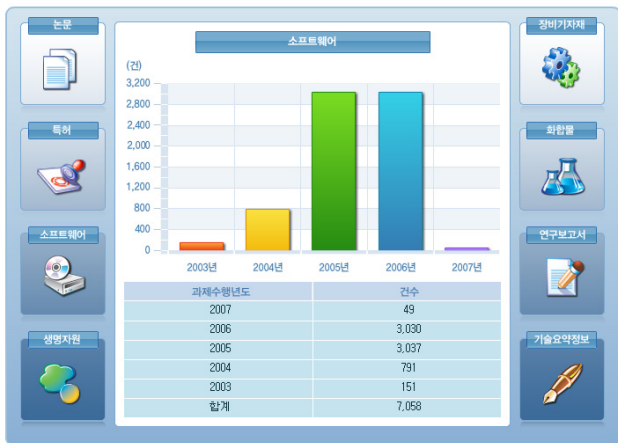 논문
특허
소프트웨어
생명자원
소프트웨어
(건)
3,200
2,800
2,400
2,000
1,600
1,200
800
400
0
2003년 2004년 2005년 2006년 2007년
과제수행년도 건수
2007 49
2006 3,030
2005 3,037
2004 791
2003 151
합계 7,058
장비기자재
화합물
연구보고서
기술요약정보